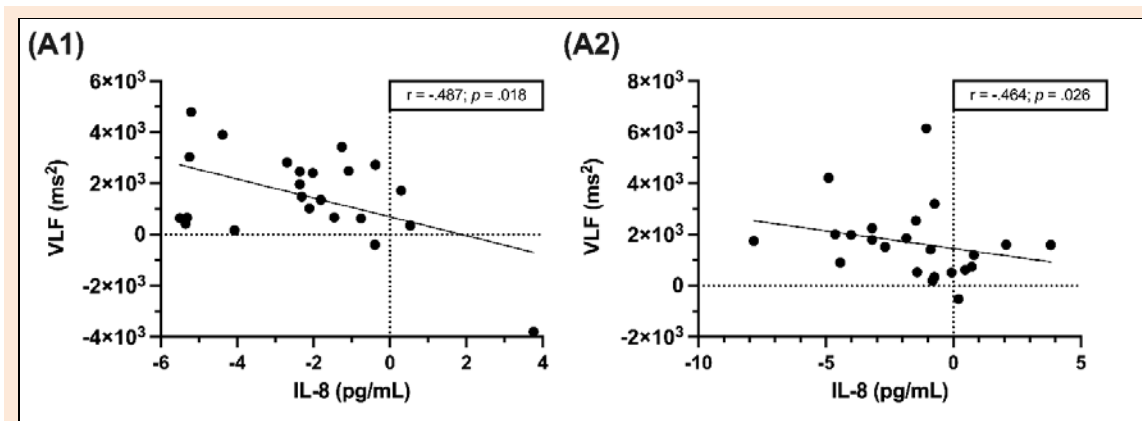 (A1)
r = -.487; p = .018
6×10³
4×10³
2×10³
0
-2×10³
-4×10³
VLF (ms²)
-6 -4 -2 0 2 4
IL-8 (pg/mL)
(A2)
r = -.464; p = .026
8×10³
6×10³
4×10³
2×10³
0
-2×10³
VLF (ms²)
-10 -5 0 5
IL-8 (pg/mL)